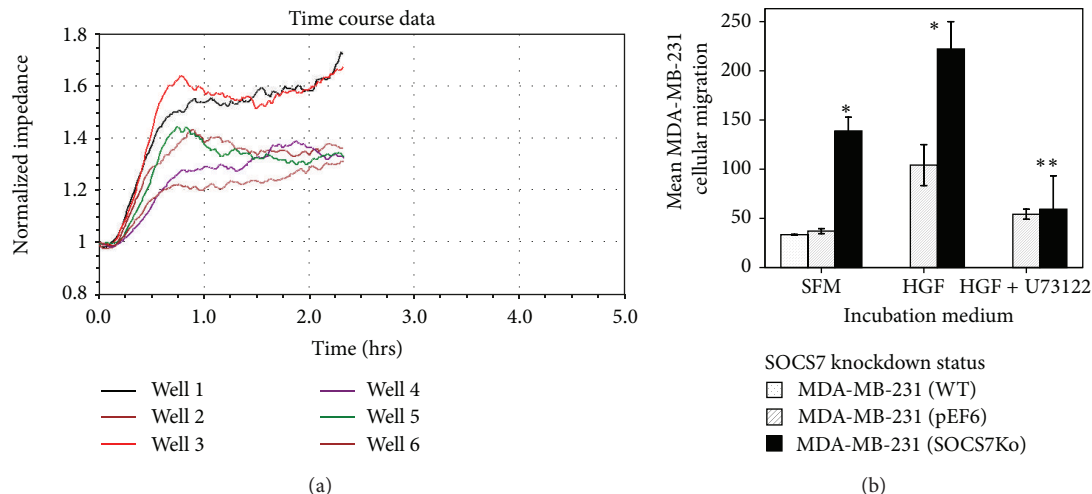 Time course data
Normalized impedance
1.8
1.6
1.4
1.2
1
0.8
0.0
1.0
2.0
3.0
4.0
5.0
Time (hrs)
Well 1
Well 2
Well 3
Well 4
Well 5
Well 6
(a)
Mean MDA-MB-231
cellular migration
250
200
150
100
50
0
*
*
**
SFM
HGF
HGF + U73122
Incubation medium
SOCS7 knockdown status
MDA-MB-231 (WT)
MDA-MB-231 (pEF6)
MDA-MB-231 (SOCS7Ko)
(b)